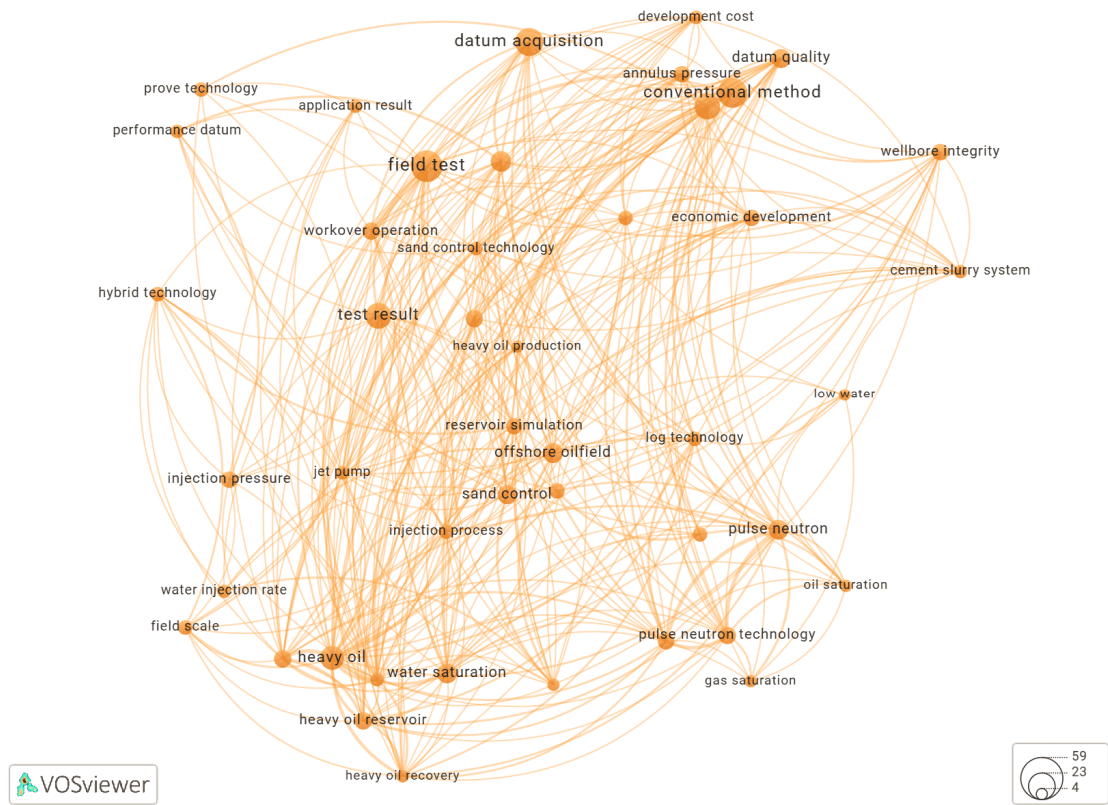 development cost
datum acquisition
datum quality
annulus pressure
prove technology
conventional method
application result
performance datum
wellbore integrity
field test
economic development
workover operation
sand control technology
cement slurry system
hybrid technology
test result
heavy oil production
low water
reservoir simulation
log technology
offshore oilfield
jet pump
injection pressure
sand control
pulse neutron
injection process
oil saturation
water injection rate
field scale
pulse neutron technology
heavy oil
water saturation
gas saturation
heavy oil reservoir
heavy oil recovery
VOSviewer
59
23
4